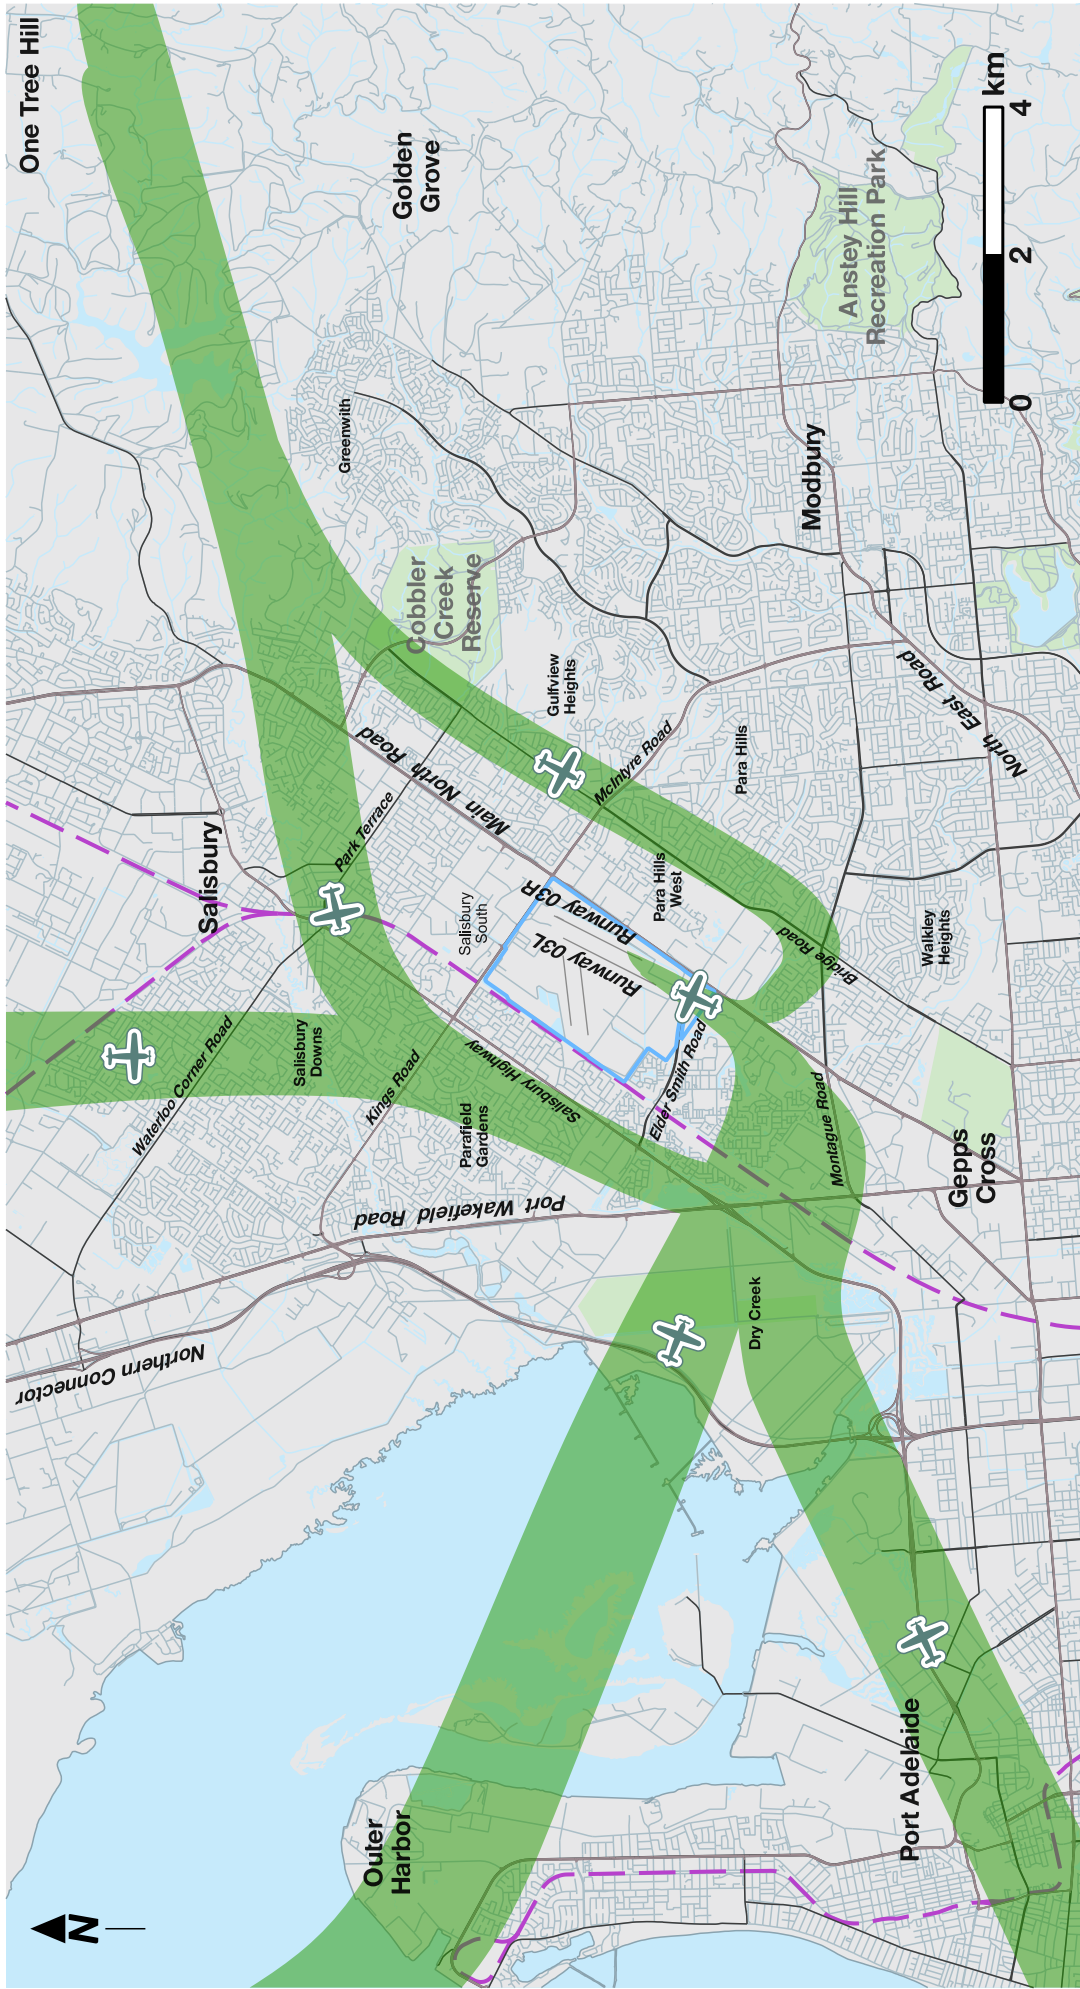 One Tree Hill
Golden
Grove
Anstey Hill
Recreation Park
km
0
2
4
Greenwith
Cobbler
Creek
Reserve
Modbury
Gulfview
Heights
North East Road
Main North Road
McIntyre Road
Para Hills
Park Terrace
Salisbury
Salisbury
South
Runway 03R
Runway 03L
Para Hills
West
Bridge Road
Walkley
Heights
Waterloo Corner Road
Salisbury
Downs
Kings Road
Salisbury Highway
Parafield
Gardens
Elder Smith Road
Montague Road
Gepps
Cross
Port Wakefield Road
Northern Connector
Dry Creek
Outer
Harbor
Port Adelaide
N